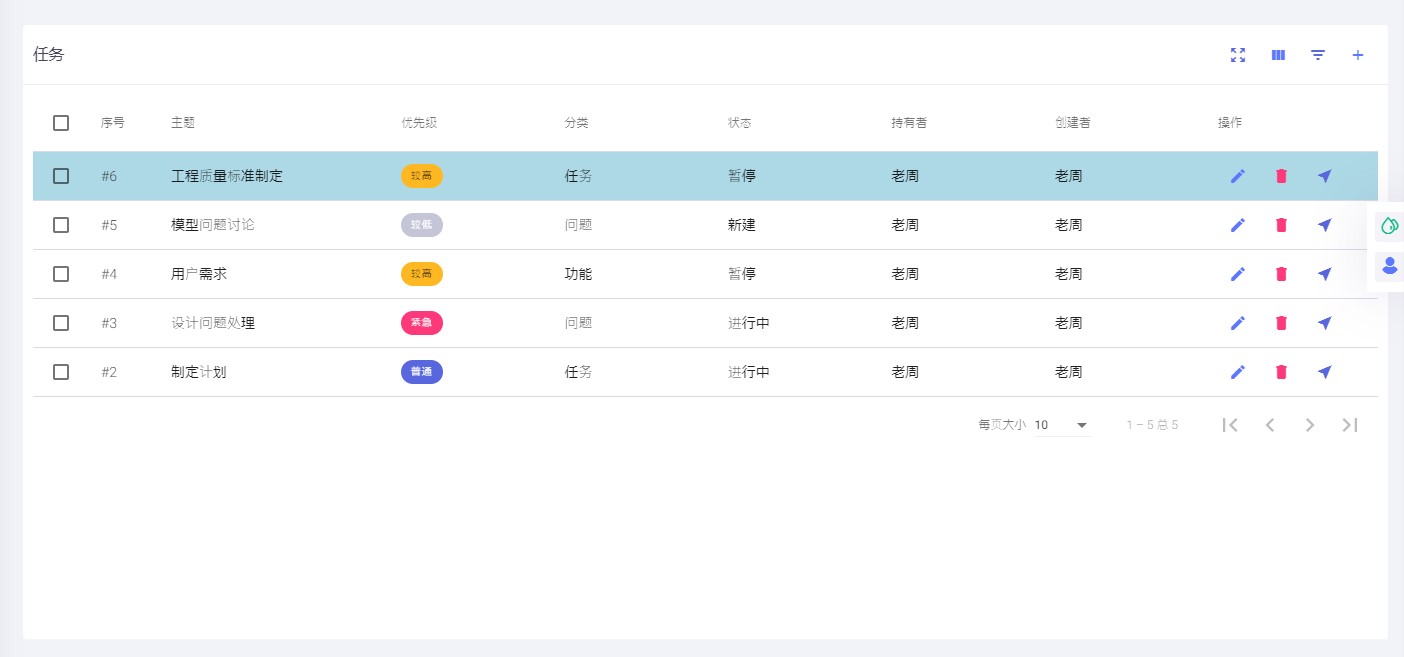 任务
序号 主题 优先级 分类 状态 持有者 创建者 操作
#6 工程质量标准制定 较高 任务 暂停 老周 老周
#5 模型问题讨论 较低 问题 新建 老周 老周
#4 用户需求 较高 功能 暂停 老周 老周
#3 设计问题处理 紧急 问题 进行中 老周 老周
#2 制定计划 普通 任务 进行中 老周 老周
每页大小 10 1 – 5 总 5